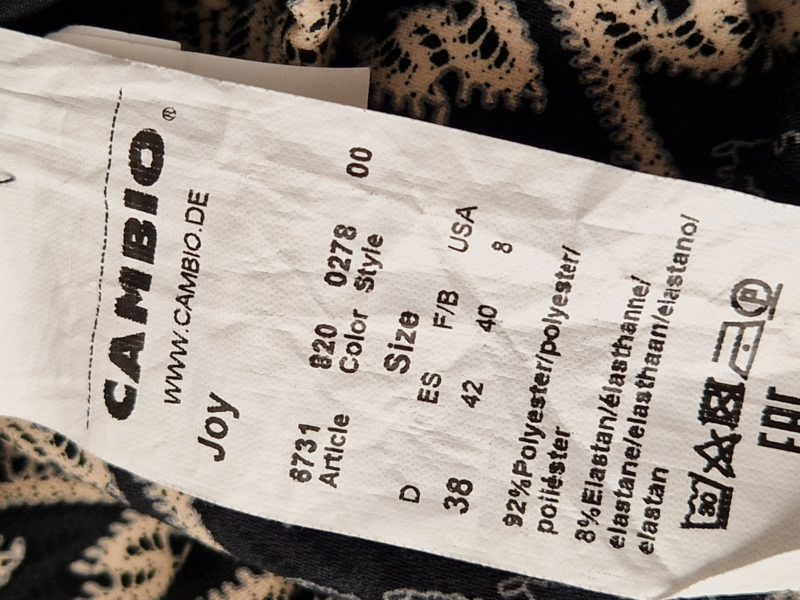 CAMBIO®
WWW.CAMBIO.DE
Joy
6731 820 0278 00
Article Color Style
Size
D ES F/B USA
38 42 40 8
92%Polyester/polyester/
poliéster
8%Elastan/élasthanne/
elastane/elasthaan/elastano/
elastan
30 P
EAC